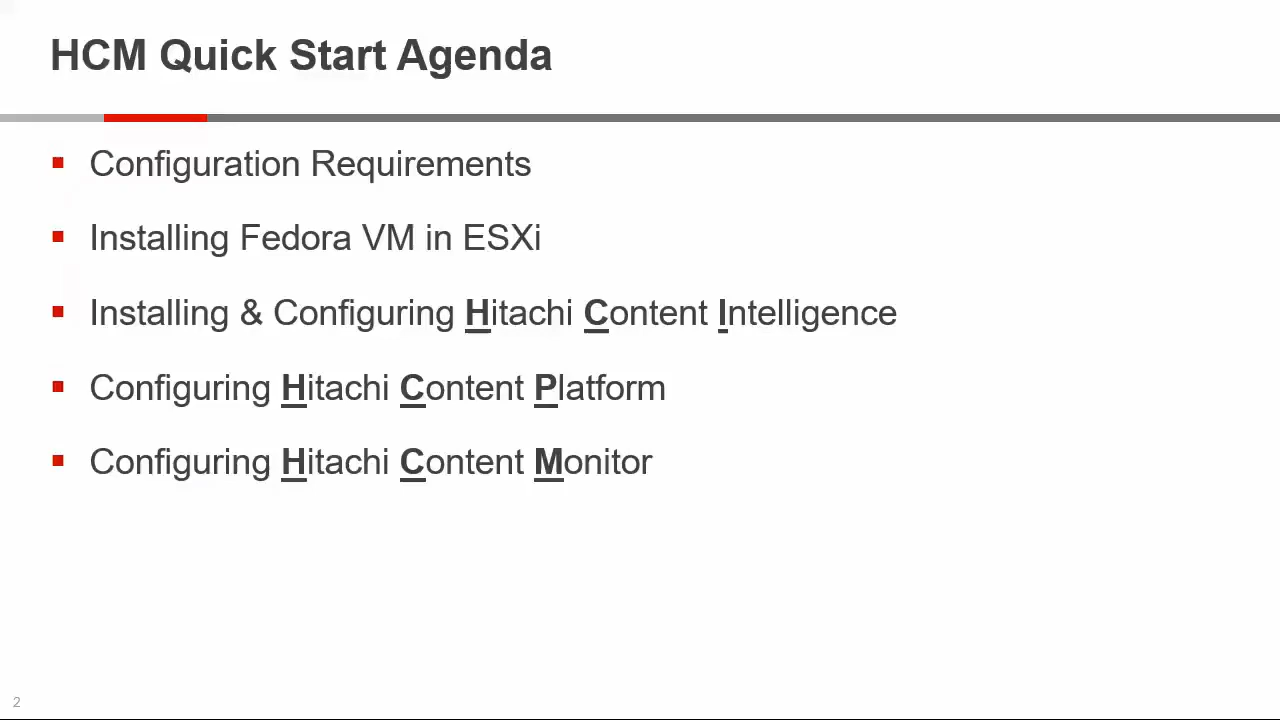 HCM Quick Start Agenda
Configuration Requirements
Installing Fedora VM in ESXi
Installing & Configuring Hitachi Content Intelligence
Configuring Hitachi Content Platform
Configuring Hitachi Content Monitor
2